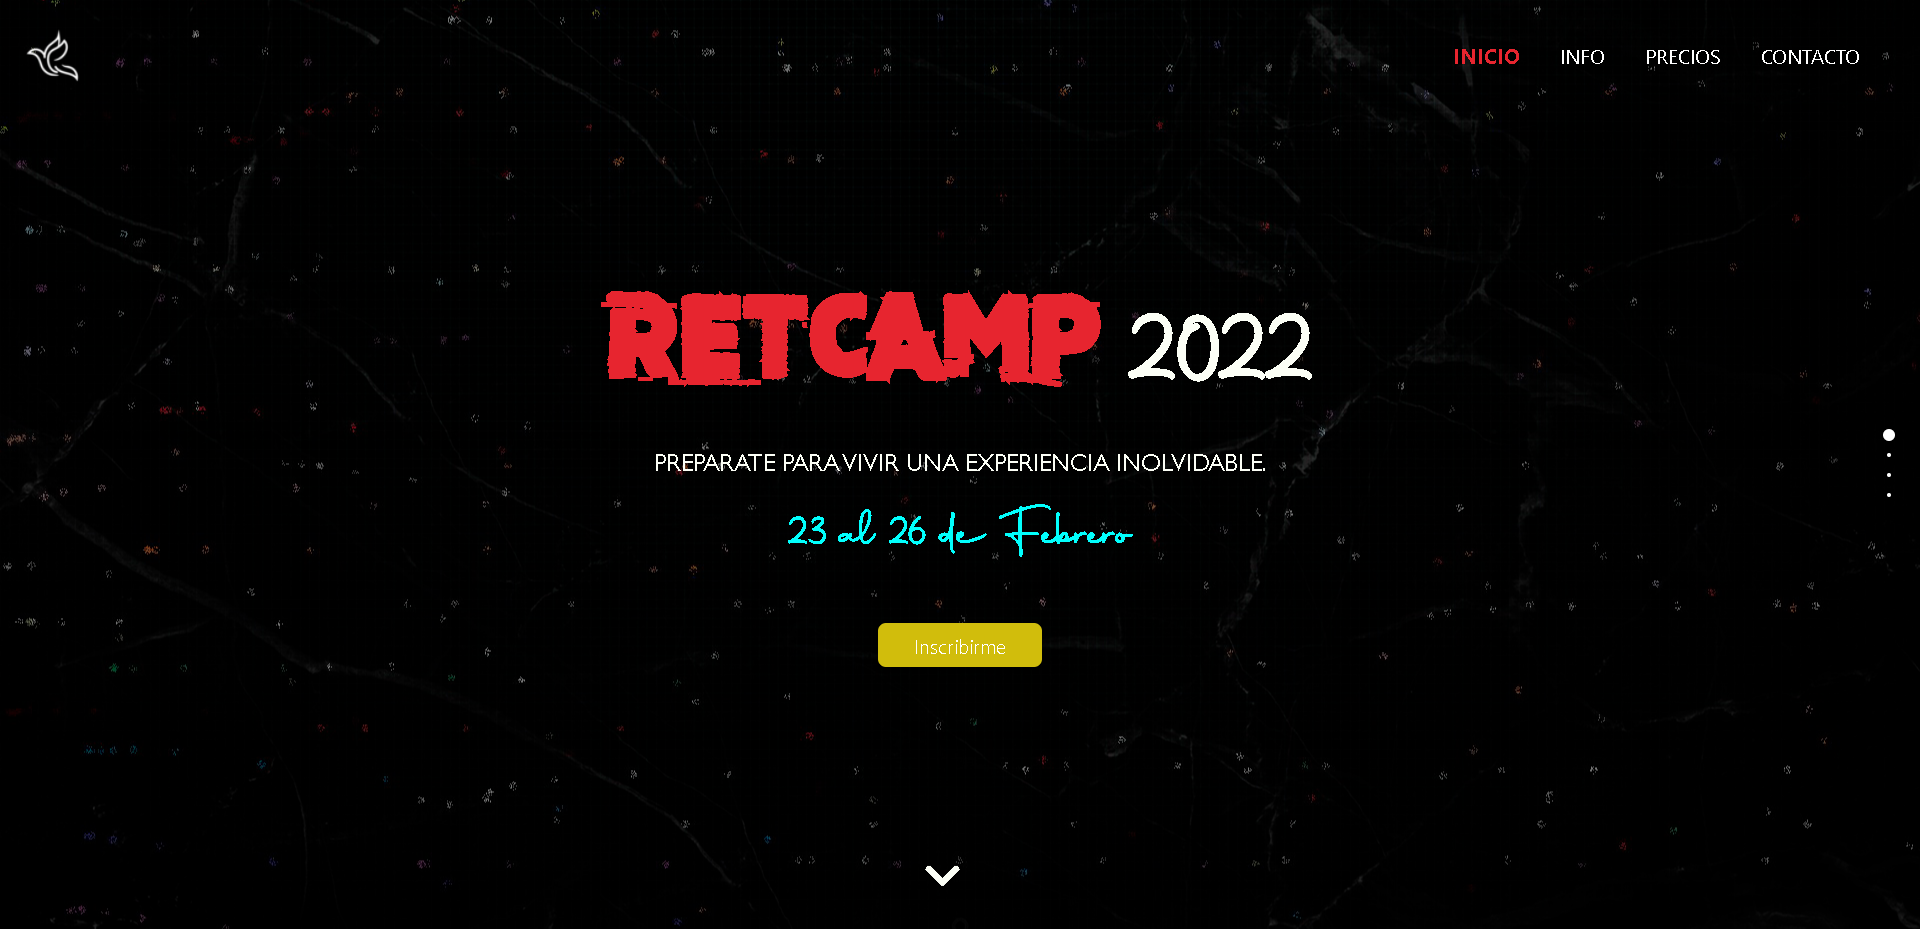 INICIO INFO PRECIOS CONTACTO
RETCAMP 2022
PREPARATE PARA VIVIR UNA EXPERIENCIA INOLVIDABLE.
23 al 26 de Febrero
Inscribirme